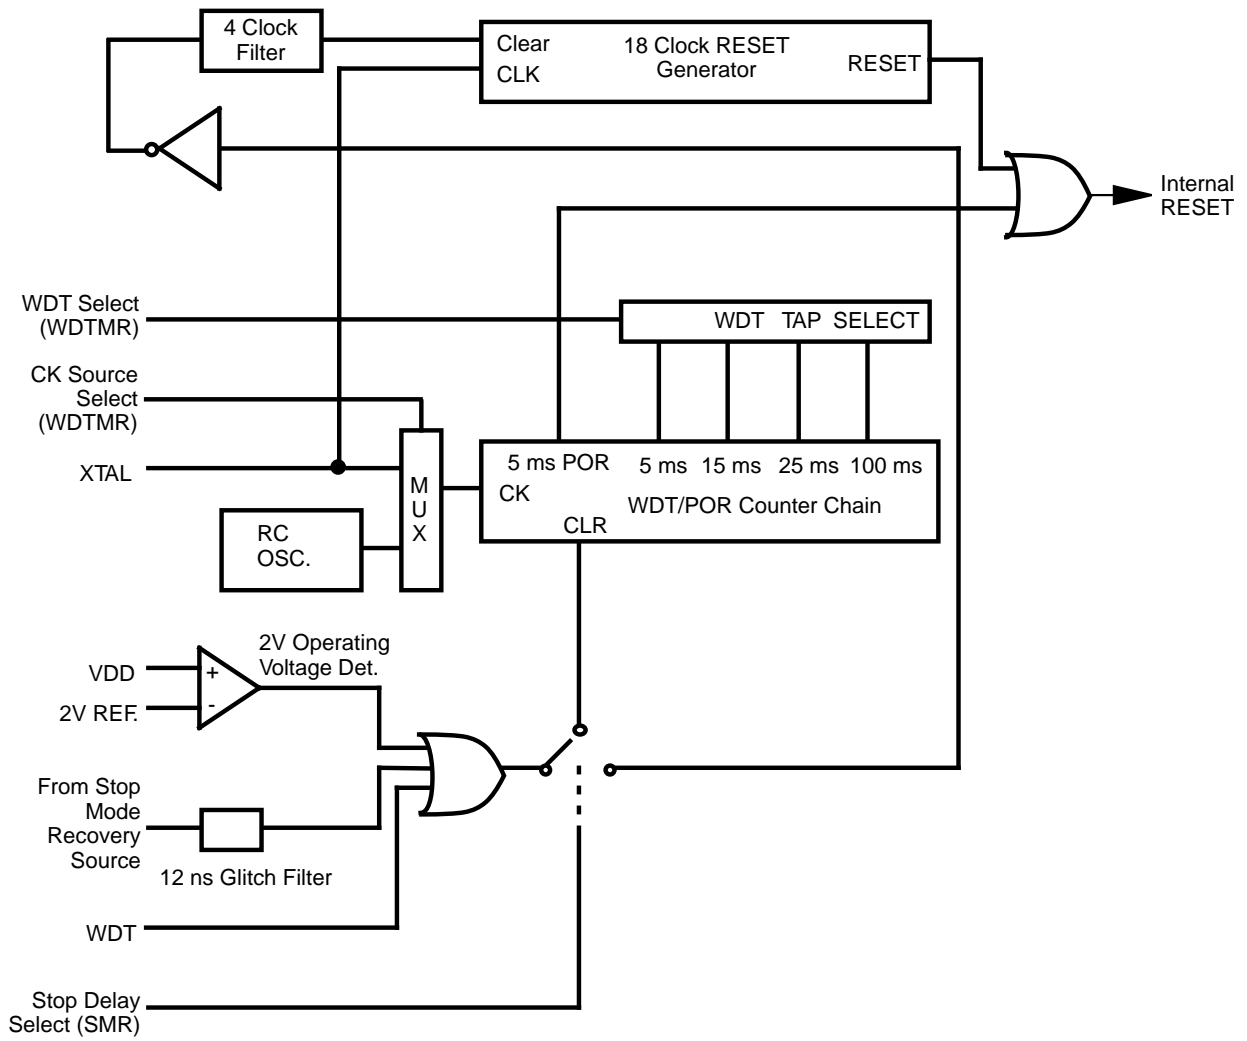 4 Clock
Filter
Clear
CLK
18 Clock RESET
Generator
RESET
Internal
RESET
WDT Select
(WDTMR)
WDT TAP SELECT
CK Source
Select
(WDTMR)
XTAL
M
U
X
5 ms POR
5 ms
15 ms
25 ms
100 ms
CK
WDT/POR Counter Chain
CLR
RC
OSC.
2V Operating
Voltage Det.
VDD
+
2V REF.
-
From Stop
Mode
Recovery
Source
12 ns Glitch Filter
WDT
Stop Delay
Select (SMR)